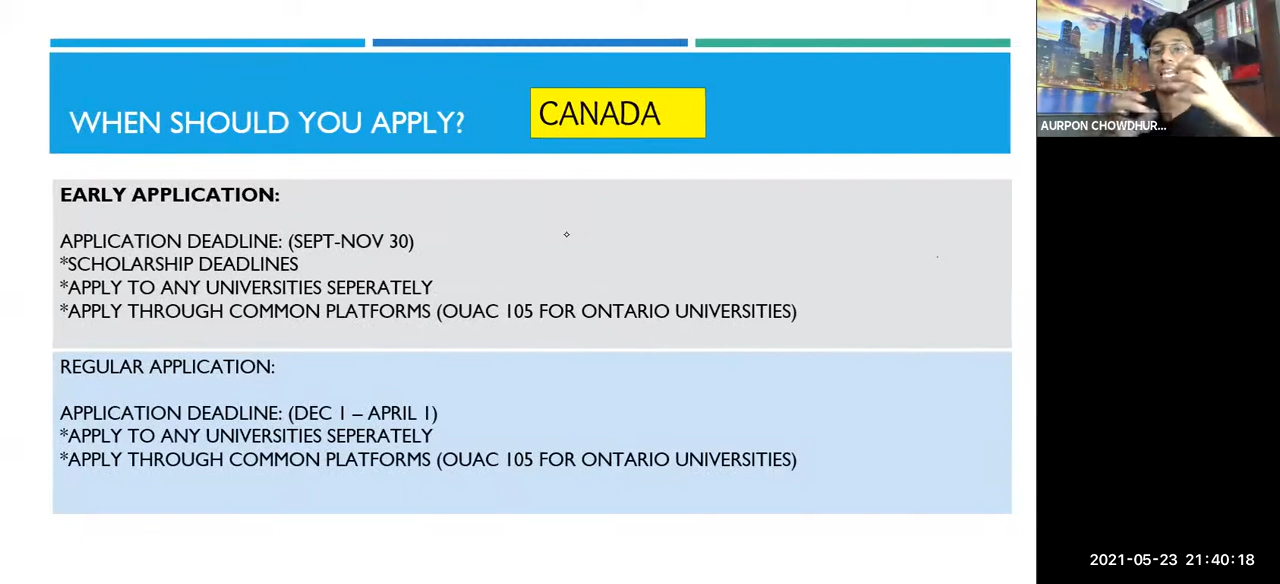 WHEN SHOULD YOU APPLY?
CANADA
EARLY APPLICATION:
APPLICATION DEADLINE: (SEPT-NOV 30)
*SCHOLARSHIP DEADLINES
*APPLY TO ANY UNIVERSITIES SEPERATELY
*APPLY THROUGH COMMON PLATFORMS (OUAC 105 FOR ONTARIO UNIVERSITIES)
REGULAR APPLICATION:
APPLICATION DEADLINE: (DEC 1 – APRIL 1)
*APPLY TO ANY UNIVERSITIES SEPERATELY
*APPLY THROUGH COMMON PLATFORMS (OUAC 105 FOR ONTARIO UNIVERSITIES)
AURPON CHOWDHUR...
2021-05-23 21:40:18